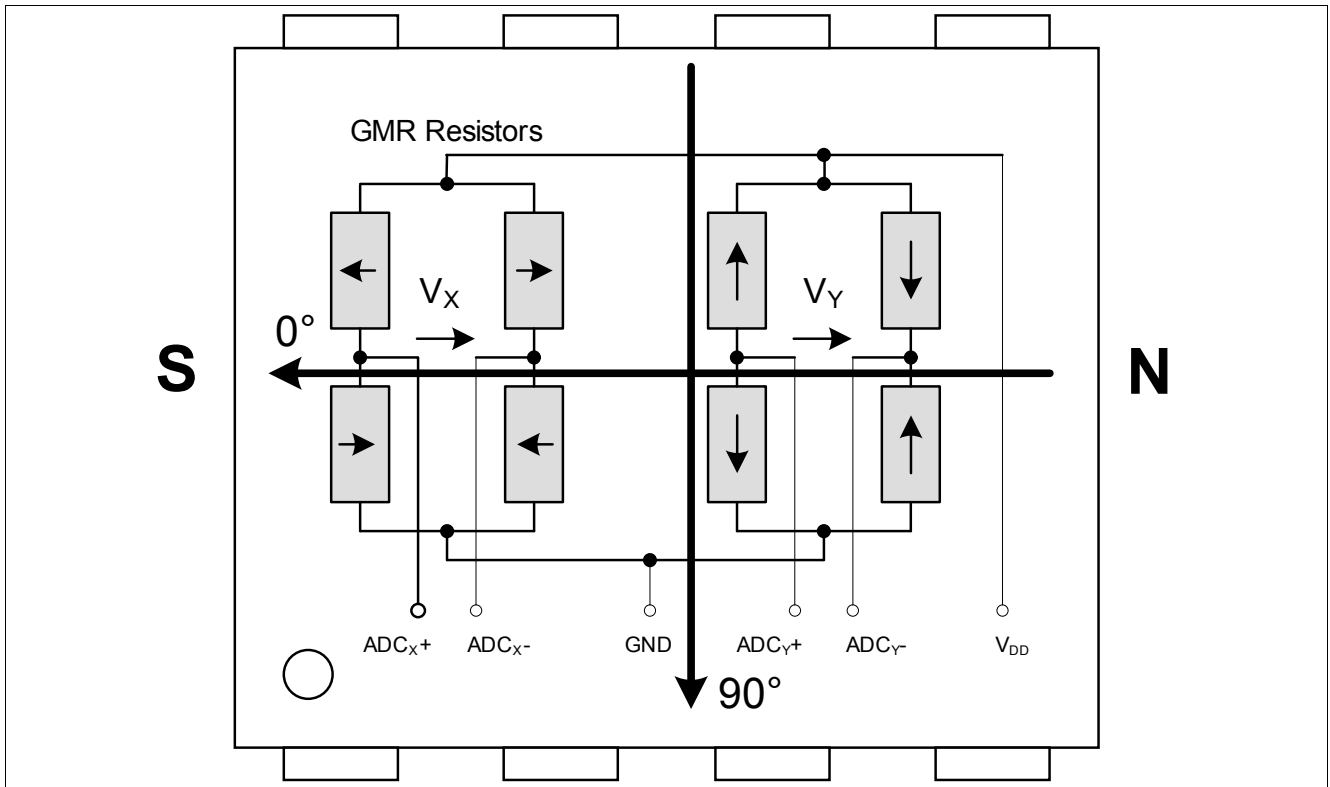 GMR Resistors
V_X
V_Y
0°
S
N
ADC_X+
ADC_X-
GND
ADC_Y+
ADC_Y-
V_DD
90°